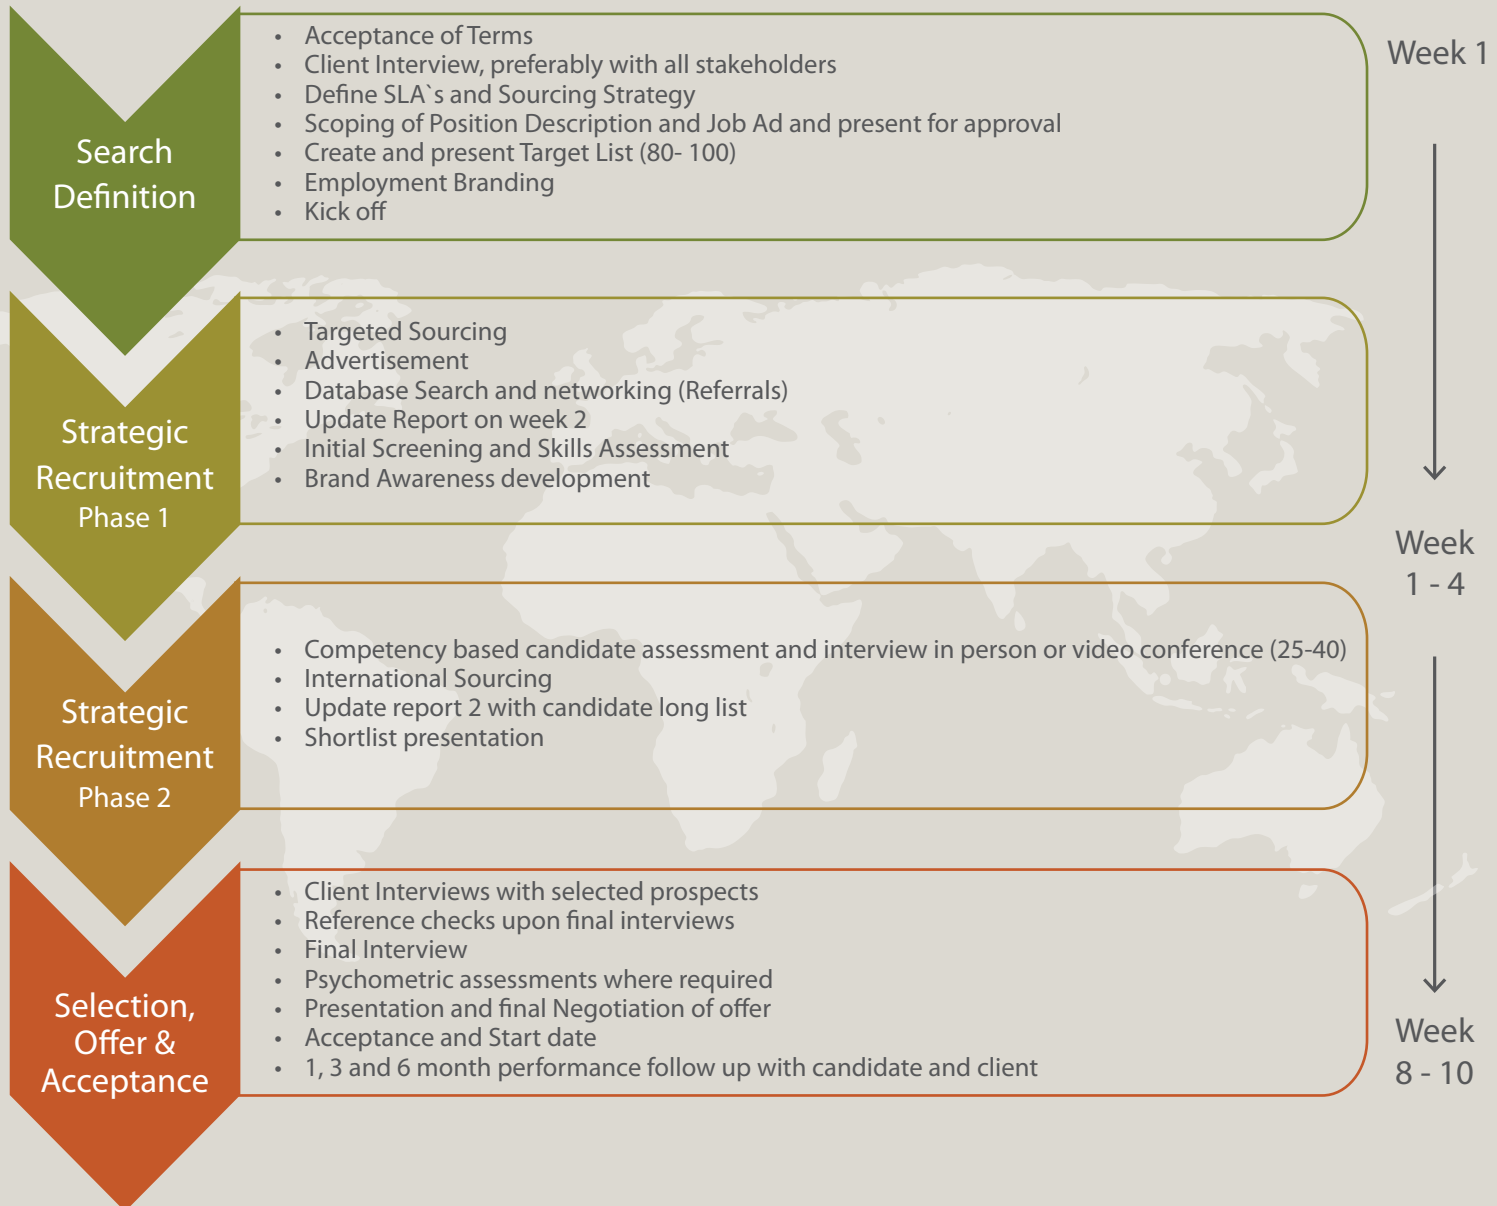 Search
Definition
• Acceptance of Terms
• Client Interview, preferably with all stakeholders
• Define SLA`s and Sourcing Strategy
• Scoping of Position Description and Job Ad and present for approval
• Create and present Target List (80- 100)
• Employment Branding
• Kick off
Week 1
Strategic
Recruitment
Phase 1
• Targeted Sourcing
• Advertisement
• Database Search and networking (Referrals)
• Update Report on week 2
• Initial Screening and Skills Assessment
• Brand Awareness development
Week
1 - 4
Strategic
Recruitment
Phase 2
• Competency based candidate assessment and interview in person or video conference (25-40)
• International Sourcing
• Update report 2 with candidate long list
• Shortlist presentation
Selection,
Offer &
Acceptance
• Client Interviews with selected prospects
• Reference checks upon final interviews
• Final Interview
• Psychometric assessments where required
• Presentation and final Negotiation of offer
• Acceptance and Start date
• 1, 3 and 6 month performance follow up with candidate and client
Week
8 - 10